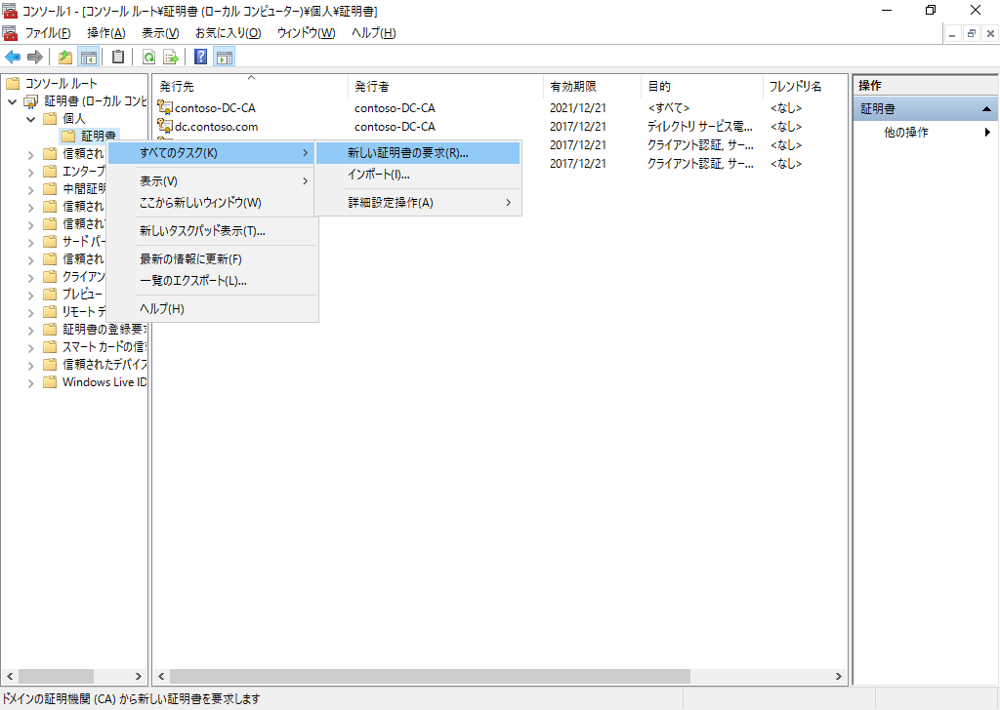 コンソール1 - [コンソール ルート¥証明書 (ローカル コンピューター)¥個人¥証明書]
ファイル(F) 操作(A) 表示(V) お気に入り(O) ウィンドウ(W) ヘルプ(H)
コンソール ルート
証明書 (ローカル コンピ
個人
証明書
信頼され
エンタープ
中間証明
信頼され
信頼され
サード パー
信頼され
クライアン
プレビュー
リモート デ
証明書の登録要
スマート カードの信
信頼されたデバイス
Windows Live ID
発行先 発行者 有効期限 目的 フレンドリ名
contoso-DC-CA contoso-DC-CA 2021/12/21 <すべて> <なし>
dc.contoso.com contoso-DC-CA 2017/12/21 ディレクトリ サービス電... <なし>
2017/12/21 クライアント認証, サー... <なし>
2017/12/21 クライアント認証, サー... <なし>
すべてのタスク(K)
表示(V)
ここから新しいウィンドウ(W)
新しいタスクパッド表示(T)...
最新の情報に更新(F)
一覧のエクスポート(L)...
ヘルプ(H)
新しい証明書の要求(R)...
インポート(I)...
詳細設定操作(A)
操作
証明書
他の操作
ドメインの証明機関 (CA) から新しい証明書を要求します